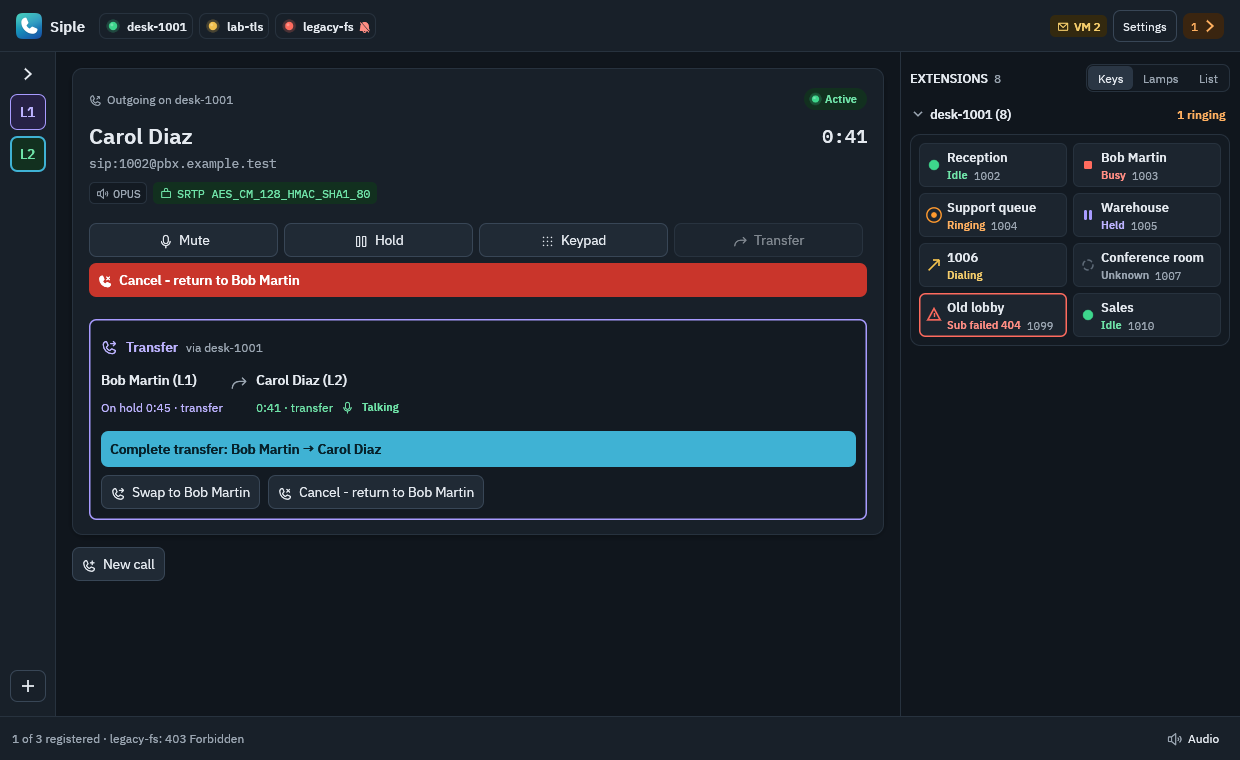 Siple
desk-1001
lab-tls
legacy-fs
VM 2
Settings
1
L1
L2
Outgoing on desk-1001
Active
Carol Diaz
0:41
sip:1002@pbx.example.test
OPUS
SRTP AES_CM_128_HMAC_SHA1_80
Mute
Hold
Keypad
Transfer
Cancel - return to Bob Martin
Transfer via desk-1001
Bob Martin (L1)
Carol Diaz (L2)
On hold 0:45 · transfer
0:41 · transfer
Talking
Complete transfer: Bob Martin → Carol Diaz
Swap to Bob Martin
Cancel - return to Bob Martin
New call
EXTENSIONS 8
Keys
Lamps
List
desk-1001 (8)
1 ringing
Reception
Idle 1002
Bob Martin
Busy 1003
Support queue
Ringing 1004
Warehouse
Held 1005
1006
Dialing
Conference room
Unknown 1007
Old lobby
Sub failed 404 1099
Sales
Idle 1010
1 of 3 registered · legacy-fs: 403 Forbidden
Audio